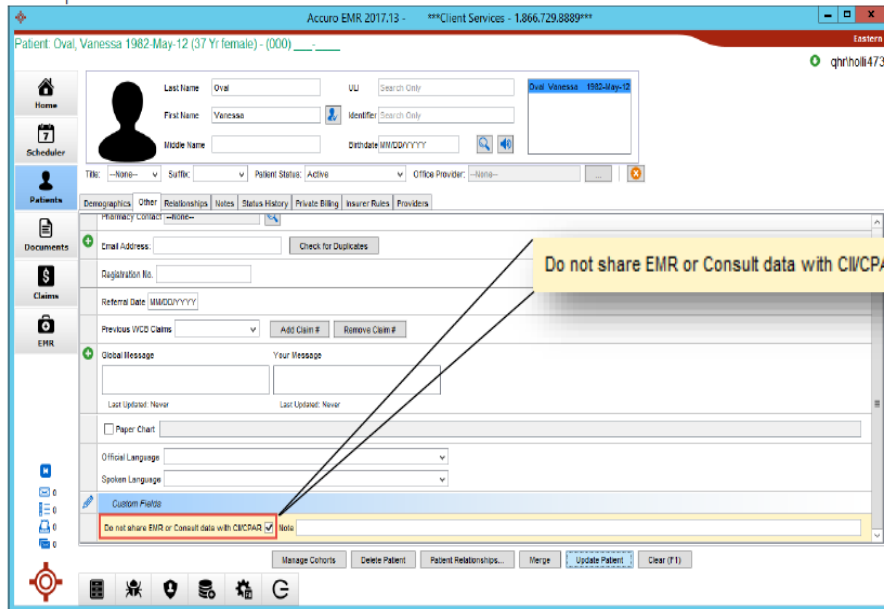 Accuro EMR 2017.13 - ***Client Services - 1.866.729.8889***
Patient: Oval, Vanessa 1982-May-12 (37 Yr female) - (000) ___-____
Eastern
qhr\holli473
Home
7
Scheduler
Patients
Documents
Claims
EMR
Last Name Oval ULI Search Only Oval, Vanessa 1982-May-12
First Name Vanessa Identifier Search Only
Middle Name Birthdate MM/DD/YYYY
Title: --None-- Suffix: Patient Status: Active Office Provider: --None-- ...
Demographics Other Relationships Notes Status History Private Billing Insurer Rules Providers
Pharmacy Contact --None--
Email Address: Check for Duplicates
Registration No.
Referral Date MM/DD/YYYY
Previous WCB Claims Add Claim # Remove Claim #
Global Message Your Message
Last Updated: Never Last Updated: Never
Paper Chart
Official Language
Spoken Language
Custom Fields
Do not share EMR or Consult data with CII/CPAR Note
Do not share EMR or Consult data with CII/CPA
0
0
0
0
Manage Cohorts Delete Patient Patient Relationships... Merge Update Patient Clear (F1)